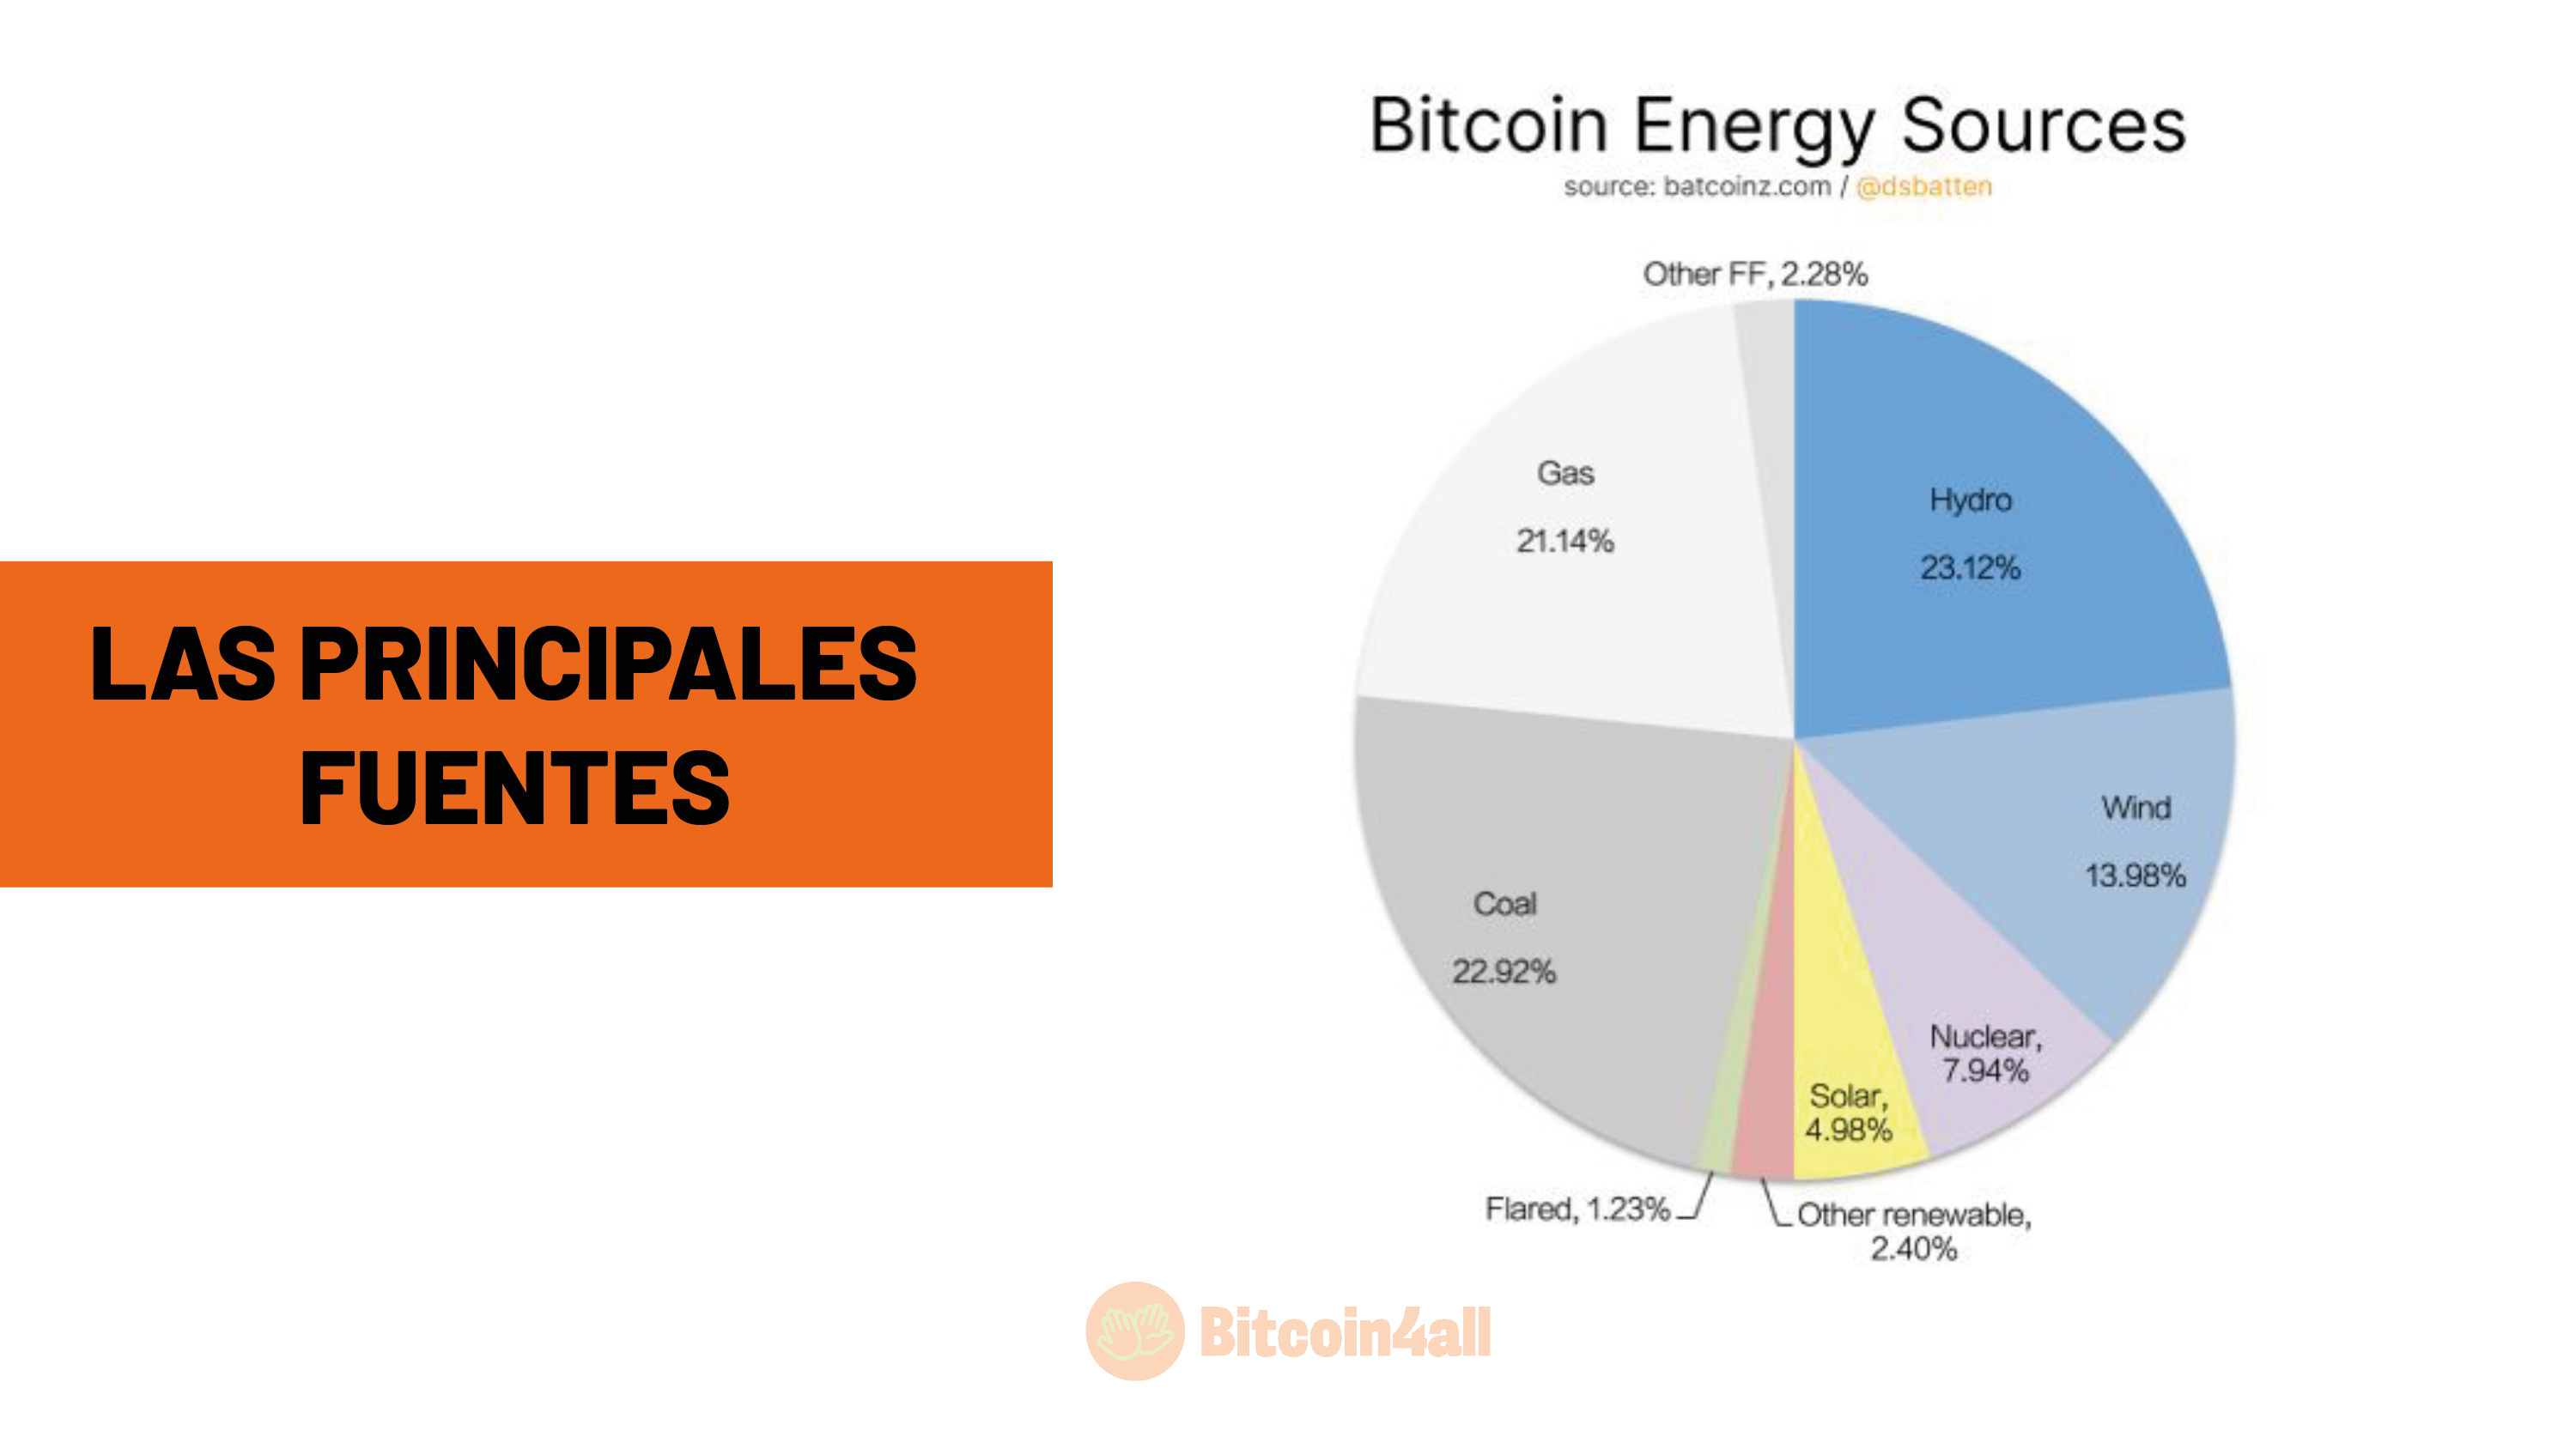 LAS PRINCIPALES
FUENTES
Bitcoin Energy Sources
source: batcoinz.com / @dsbatten
Other FF, 2.28%
Gas
21.14%
Hydro
23.12%
Wind
13.98%
Coal
22.92%
Nuclear,
7.94%
Solar,
4.98%
Flared, 1.23%
Other renewable,
2.40%
Bitcoin4all